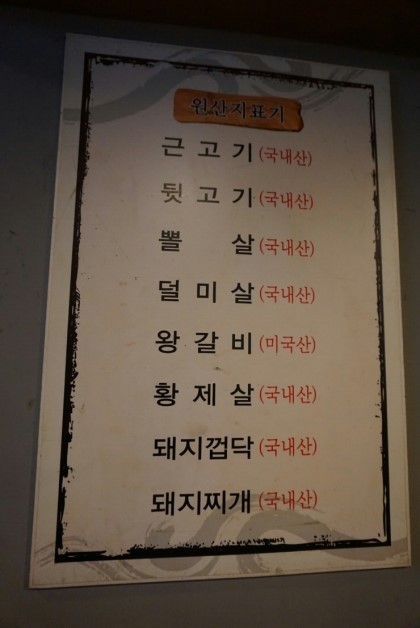 원산지표기
근고기(국내산)
뒷고기(국내산)
뽈 살(국내산)
덜미살(국내산)
왕갈비(미국산)
황제살(국내산)
돼지껍닥(국내산)
돼지찌개(국내산)